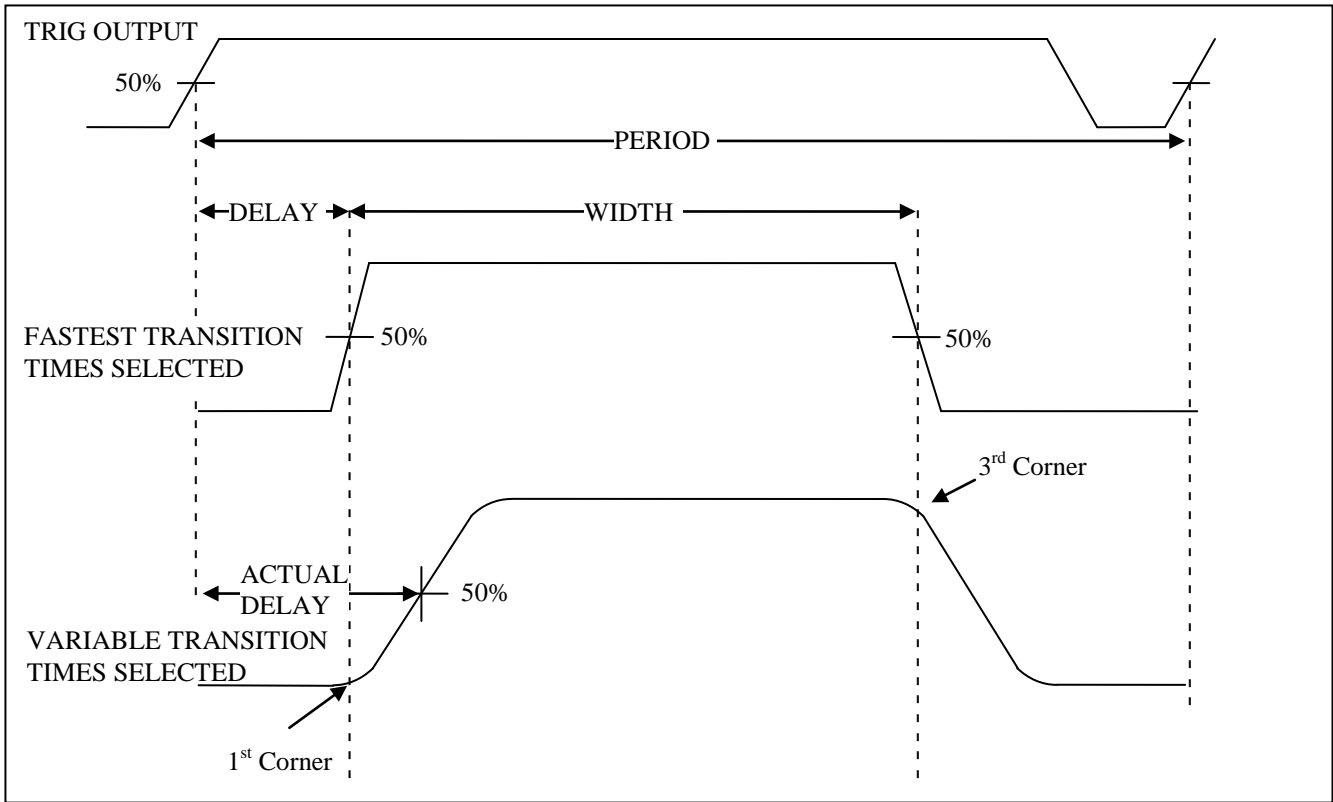 TRIG OUTPUT
50%
PERIOD
DELAY
WIDTH
FASTEST TRANSITION
TIMES SELECTED
50%
50%
3rd Corner
ACTUAL
DELAY
50%
VARIABLE TRANSITION
TIMES SELECTED
1st Corner